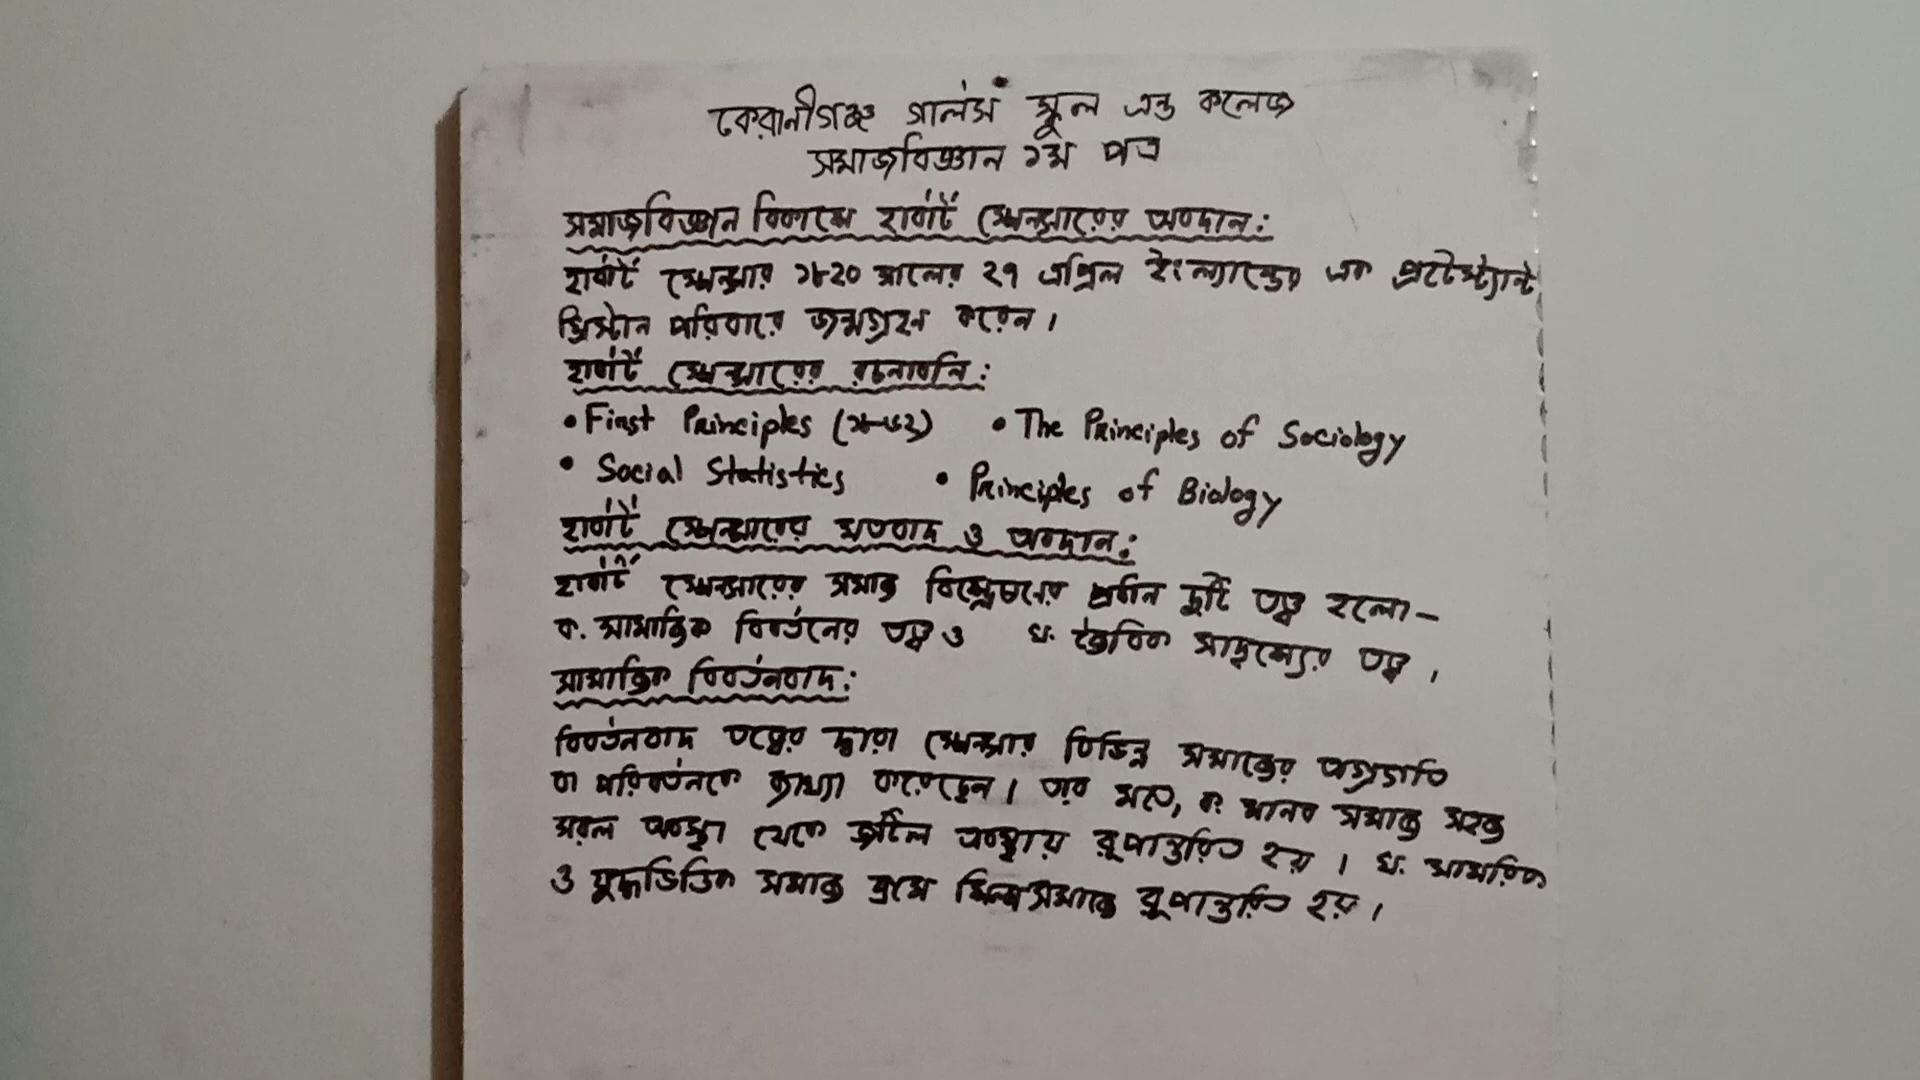 কেরানীগঞ্জ গার্লস স্কুল এন্ড কলেজ
সমাজবিজ্ঞান ১ম পত্র
সমাজবিজ্ঞান বিকাশে হার্বার্ট স্পেন্সারের অবদান:
হার্বার্ট স্পেন্সার ১৮২০ সালের ২৭ এপ্রিল ইংল্যান্ডের এক প্রটেস্ট্যান্ট
খ্রিস্টান পরিবারে জন্মগ্রহণ করেন।
হার্বার্ট স্পেন্সারের রচনাবলি:
• First Principles (১৮৬২) • The Principles of Sociology
• Social Statistics • Principles of Biology
হার্বার্ট স্পেন্সারের মতবাদ ও অবদান:
হার্বার্ট স্পেন্সারের সমাজ বিশ্লেষণের প্রধান দুটি তত্ত্ব হলো-
ক. সামাজিক বিবর্তনের তত্ত্ব ও খ. জৈবিক সাদৃশ্যের তত্ত্ব।
সামাজিক বিবর্তনবাদ:
বিবর্তনবাদ তত্ত্বের দ্বারা স্পেন্সার বিভিন্ন সমাজের অগ্রগতি
বা পরিবর্তনকে ব্যাখ্যা করেছেন। তার মতে, ক. মানব সমাজ সহজ
সরল অবস্থা থেকে জটিল অবস্থায় রূপান্তরিত হয়। খ. সামরিক
ও যুদ্ধভিত্তিক সমাজ ক্রমে শিল্পসমাজে রূপান্তরিত হয়।